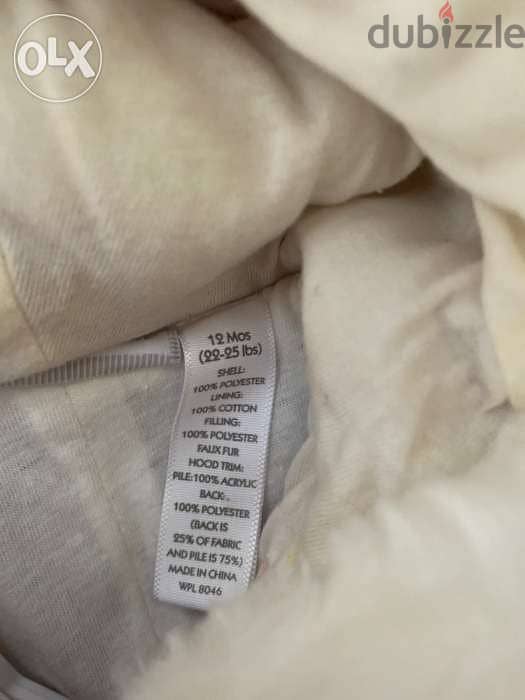 OLX
dubizzle
12 Mos
(22-25 lbs)
SHELL:
100% POLYESTER
LINING:
100% COTTON
FILLING:
100% POLYESTER
FAUX FUR
HOOD TRIM:
PILE:100% ACRYLIC
BACK:.
100% POLYESTER
(BACK IS
25% OF FABRIC
AND PILE IS 75%)
MADE IN CHINA
WPL 8046